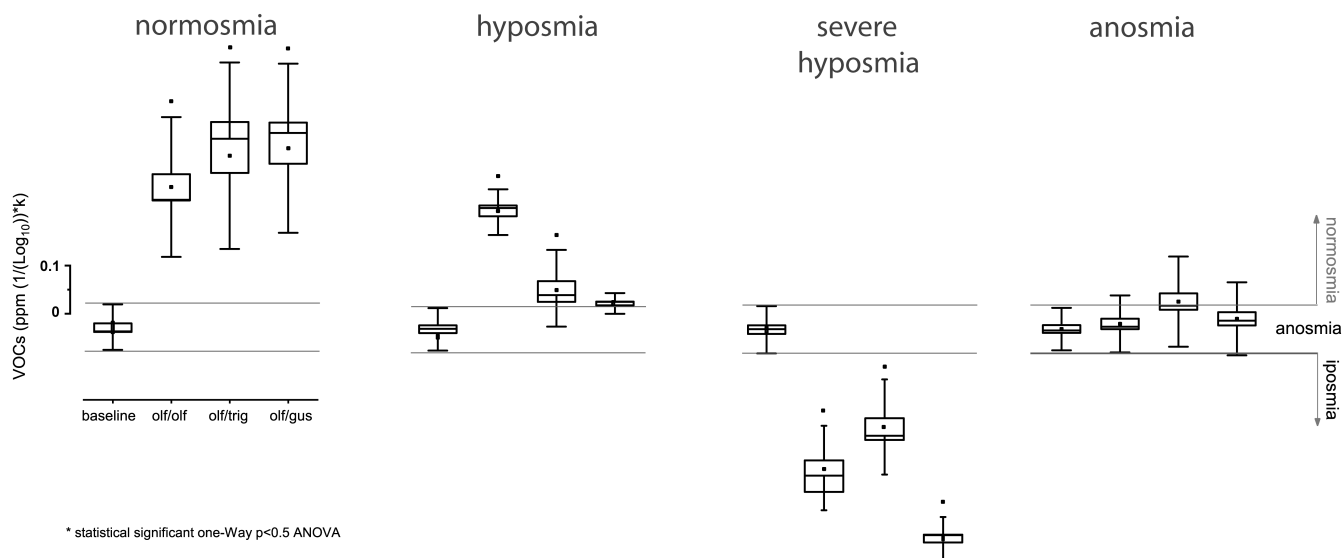 normosmia
hyposmia
severe
hyposmia
anosmia
VOCs (ppm (1/(Log10))*k)
0.1
0
baseline
olf/olf
olf/trig
olf/gus
normosmia
anosmia
iposmia
* statistical significant one-Way p<0.5 ANOVA